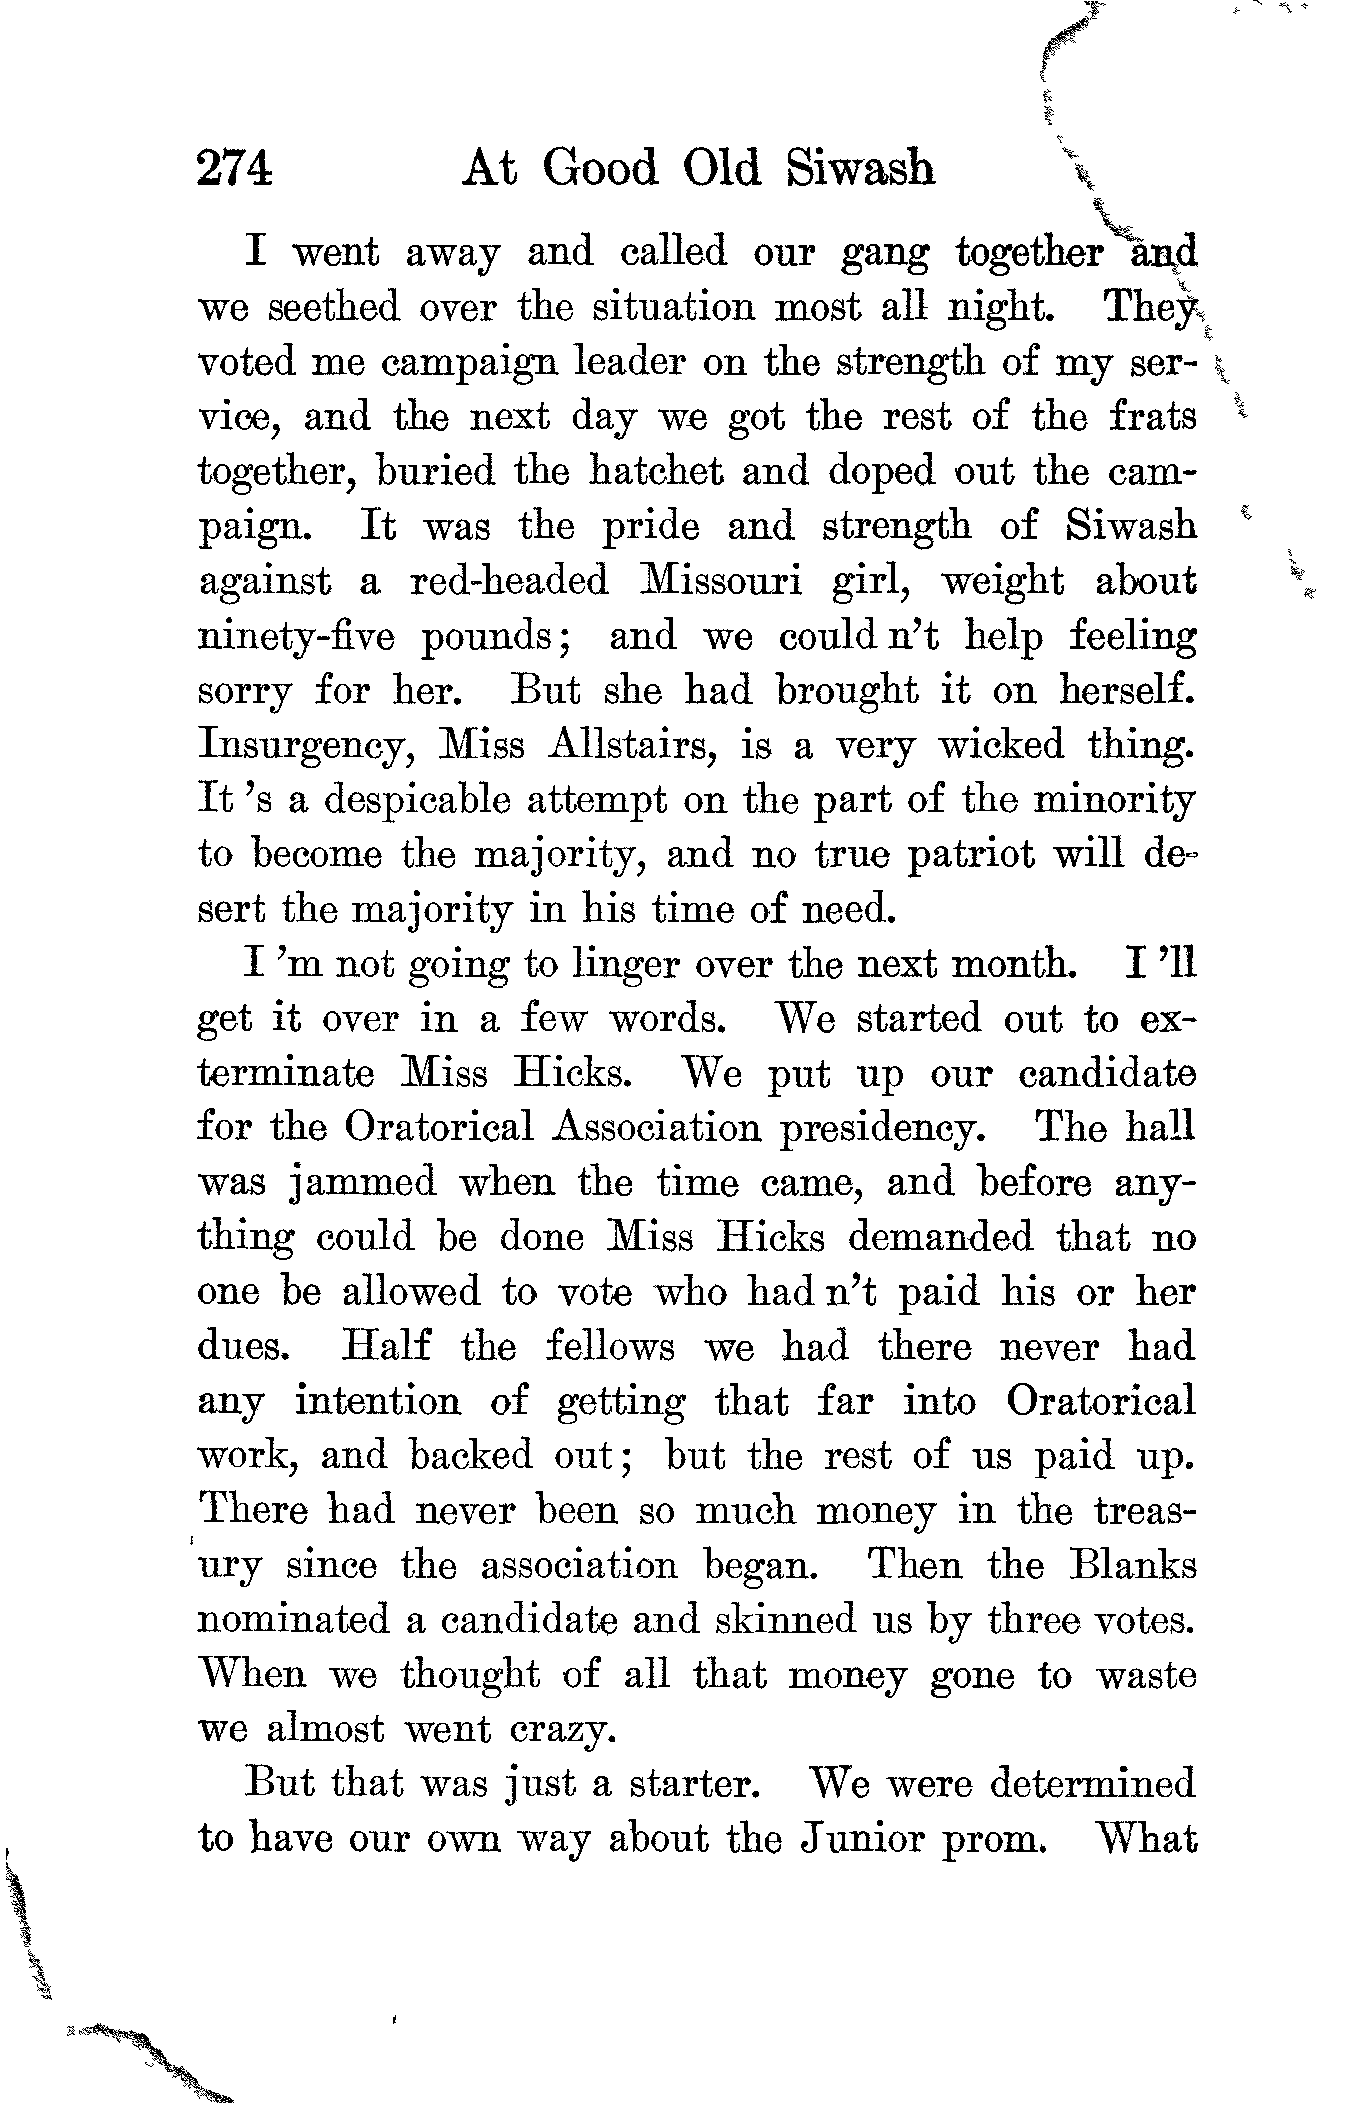 274 At Good Old Siwash
I went away and called our gang together and
we seethed over the situation most all night. They
voted me campaign leader on the strength of my ser-
vice, and the next day we got the rest of the frats
together, buried the hatchet and doped out the cam-
paign. It was the pride and strength of Siwash
against a red-headed Missouri girl, weight about
ninety-five pounds; and we could n't help feeling
sorry for her. But she had brought it on herself.
Insurgency, Miss Allstairs, is a very wicked thing.
It 's a despicable attempt on the part of the minority
to become the majority, and no true patriot will de-
sert the majority in his time of need.
I 'm not going to linger over the next month. I 'll
get it over in a few words. We started out to ex-
terminate Miss Hicks. We put up our candidate
for the Oratorical Association presidency. The hall
was jammed when the time came, and before any-
thing could be done Miss Hicks demanded that no
one be allowed to vote who had n't paid his or her
dues. Half the fellows we had there never had
any intention of getting that far into Oratorical
work, and backed out; but the rest of us paid up.
There had never been so much money in the treas-
ury since the association began. Then the Blanks
nominated a candidate and skinned us by three votes.
When we thought of all that money gone to waste
we almost went crazy.
But that was just a starter. We were determined
to have our own way about the Junior prom. What